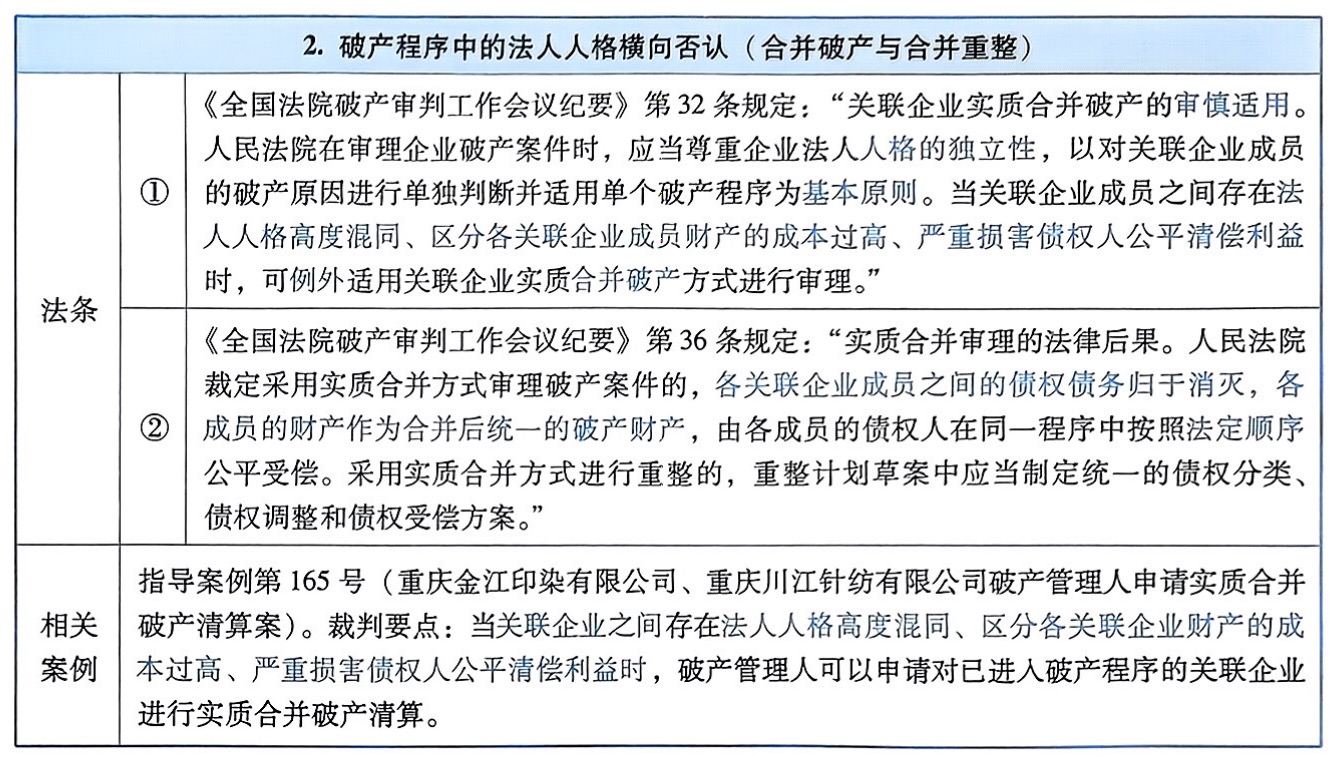 2. 破产程序中的法人人格横向否认（合并破产与合并重整）
法条
①
《全国法院破产审判工作会议纪要》第 32 条规定：“关联企业实质合并破产的审慎适用。
人民法院在审理企业破产案件时，应当尊重企业法人人格的独立性，以对关联企业成员
的破产原因进行单独判断并适用单个破产程序为基本原则。当关联企业成员之间存在法
人人格高度混同、区分各关联企业成员财产的成本过高、严重损害债权人公平清偿利益
时，可例外适用关联企业实质合并破产方式进行审理。”
②
《全国法院破产审判工作会议纪要》第 36 条规定：“实质合并审理的法律后果。人民法院
裁定采用实质合并方式审理破产案件的，各关联企业成员之间的债权债务归于消灭，各
成员的财产作为合并后统一的破产财产，由各成员的债权人在同一程序中按照法定顺序
公平受偿。采用实质合并方式进行重整的，重整计划草案中应当制定统一的债权分类、
债权调整和债权受偿方案。”
相关
案例
指导案例第 165 号（重庆金江印染有限公司、重庆川江针纺有限公司破产管理人申请实质合并
破产清算案）。裁判要点：当关联企业之间存在法人人格高度混同、区分各关联企业财产的成
本过高、严重损害债权人公平清偿利益时，破产管理人可以申请对已进入破产程序的关联企业
进行实质合并破产清算。